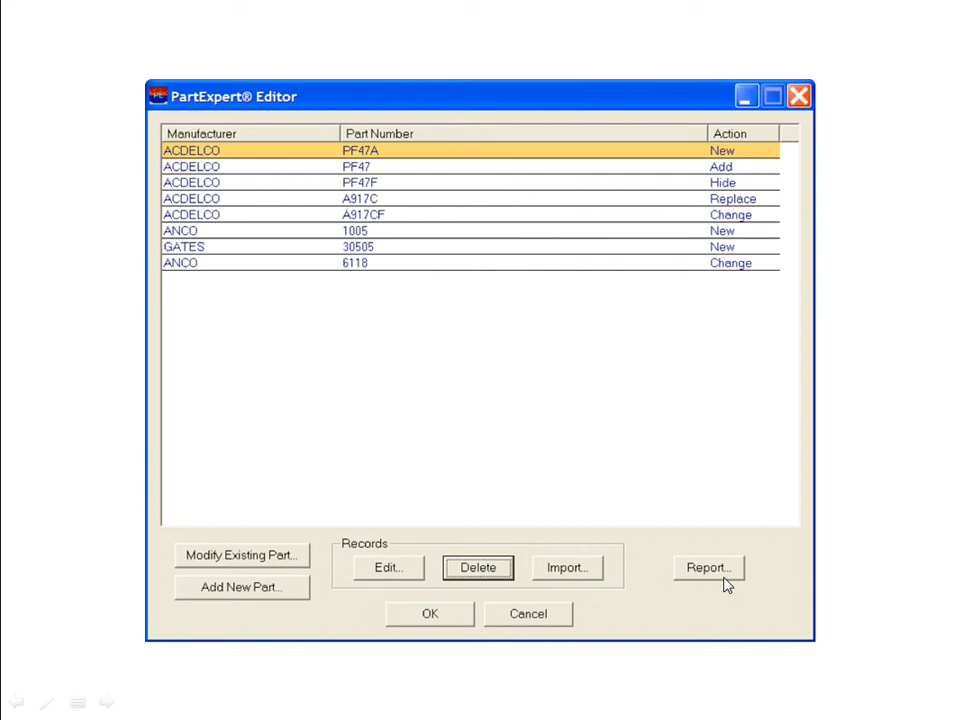 PartExpert® Editor
Manufacturer Part Number Action
ACDELCO PF47A New
ACDELCO PF47 Add
ACDELCO PF47F Hide
ACDELCO A917C Replace
ACDELCO A917CF Change
ANCO 1005 New
GATES 30505 New
ANCO 6118 Change
Records
Modify Existing Part...
Edit... Delete Import... Report...
Add New Part...
OK Cancel